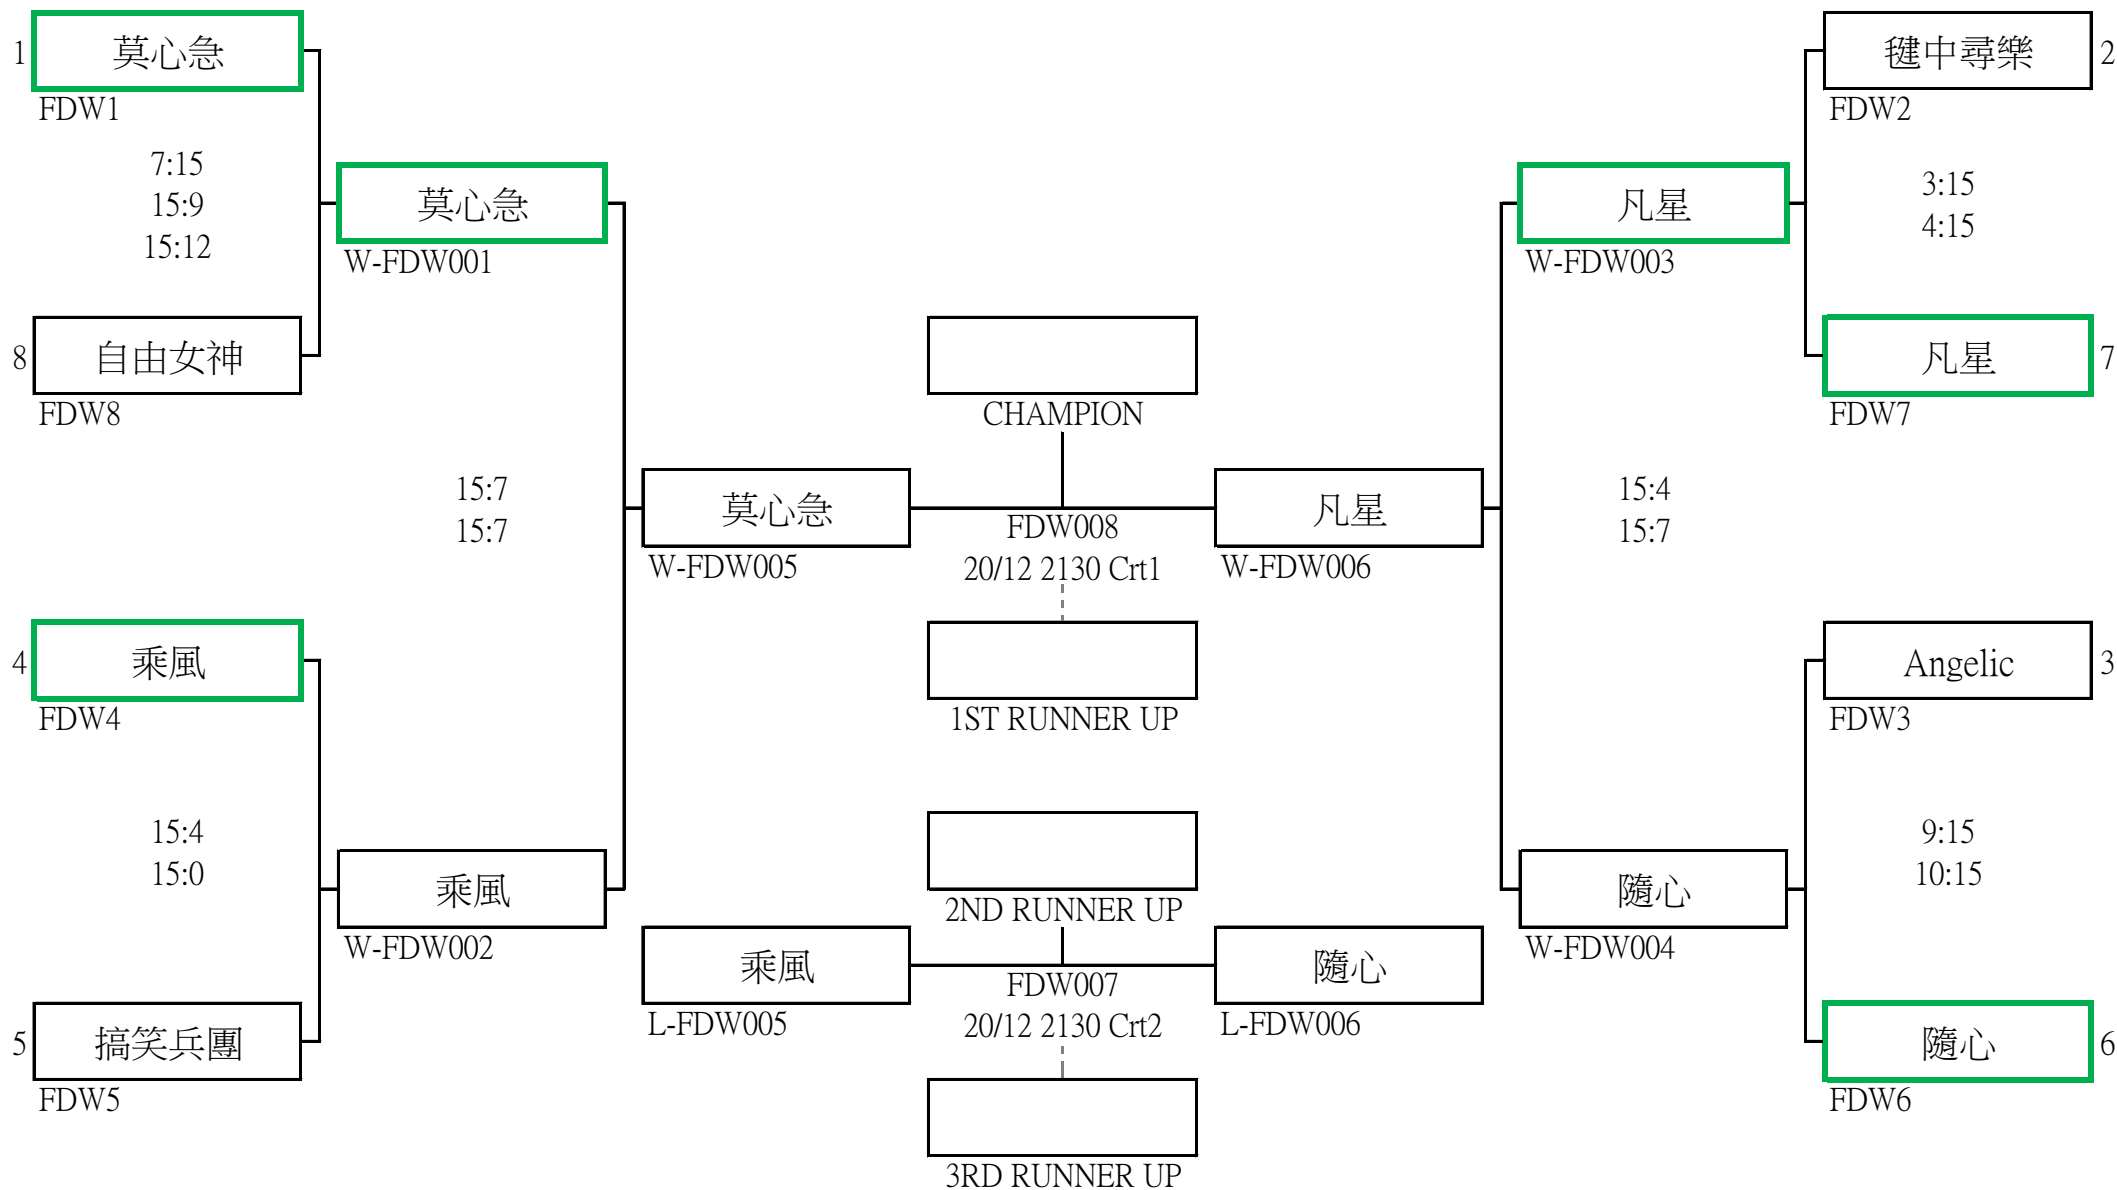 1
莫心急
FDW1
7:15
15:9
15:12
莫心急
W-FDW001
8
自由女神
FDW8
15:7
15:7
4
乘風
FDW4
15:4
15:0
乘風
W-FDW002
5
搞笑兵團
FDW5
CHAMPION
莫心急
W-FDW005
FDW008
20/12 2130 Crt1
凡星
W-FDW006
1ST RUNNER UP
2ND RUNNER UP
乘風
L-FDW005
FDW007
20/12 2130 Crt2
隨心
L-FDW006
3RD RUNNER UP
毽中尋樂
2
FDW2
3:15
4:15
凡星
W-FDW003
凡星
7
FDW7
15:4
15:7
Angelic
3
FDW3
9:15
10:15
隨心
W-FDW004
隨心
6
FDW6